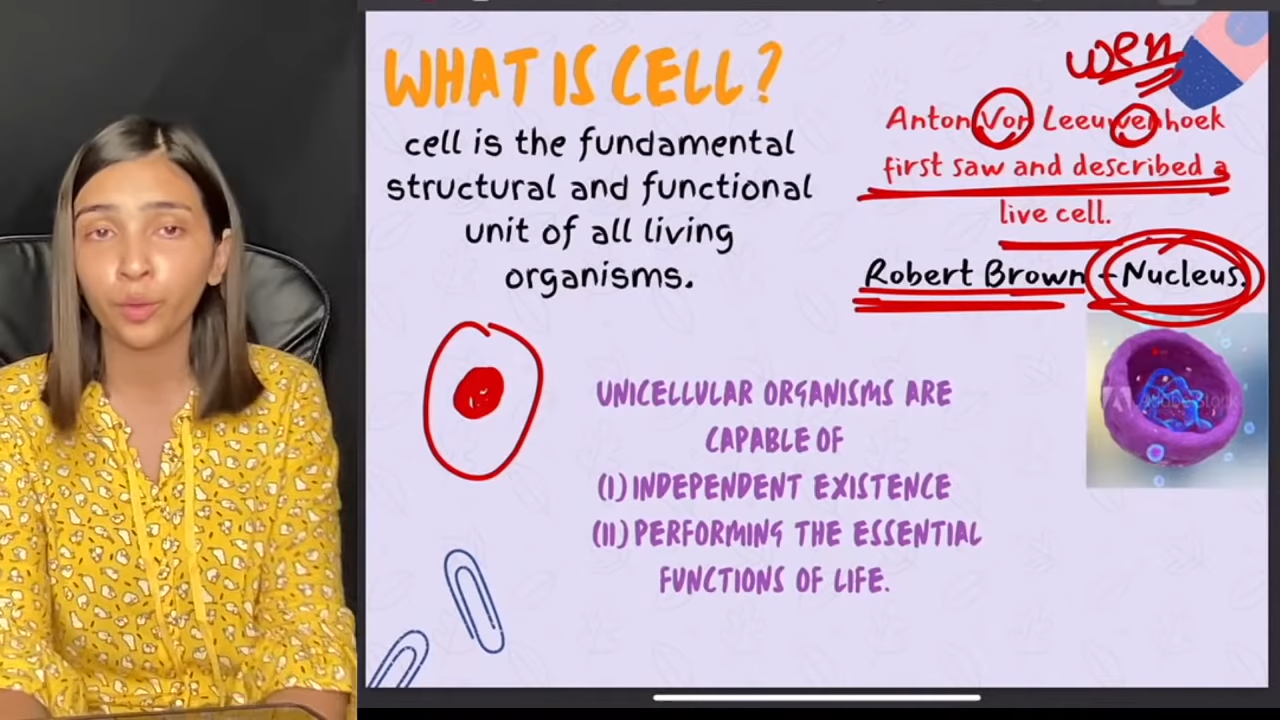 WHAT IS CELL?
cell is the fundamental
structural and functional
unit of all living
organisms.
wen
Anton Von Leeuwenhoek
first saw and described a
live cell.
Robert Brown - Nucleus.
UNICELLULAR ORGANISMS ARE
CAPABLE OF
(I) INDEPENDENT EXISTENCE
(II) PERFORMING THE ESSENTIAL
FUNCTIONS OF LIFE.